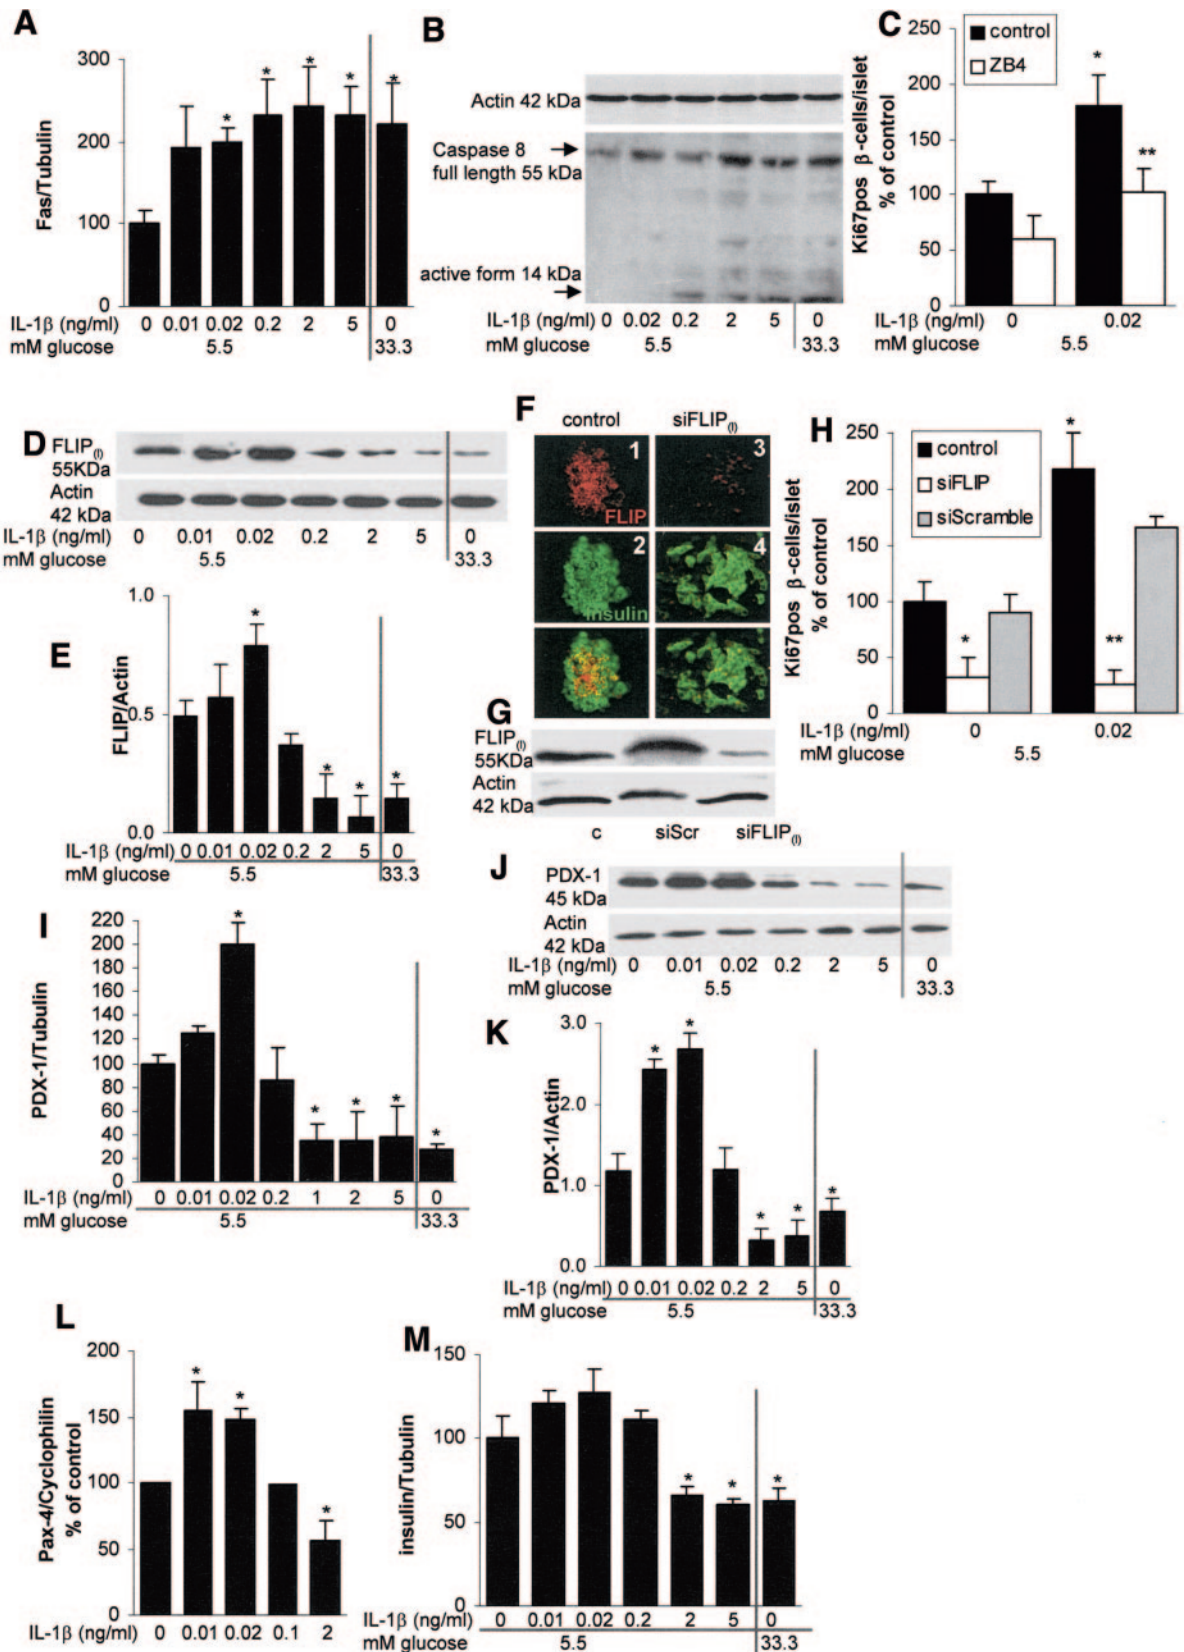 A
Fas/Tubulin
300
200
100
0
* * * * *
IL-1β (ng/ml) 0 0.01 0.02 0.2 2 5 0
mM glucose 5.5 33.3
B
Actin 42 kDa
Caspase 8
full length 55 kDa
active form 14 kDa
IL-1β (ng/ml) 0 0.02 0.2 2 5 0
mM glucose 5.5 33.3
C
Ki67pos β-cells/islet
% of control
250
200
150
100
50
0
control
ZB4
*
**
IL-1β (ng/ml) 0 0.02
mM glucose 5.5
D
FLIP(l)
55KDa
Actin
42 kDa
IL-1β (ng/ml) 0 0.01 0.02 0.2 2 5 0
mM glucose 5.5 33.3
E
FLIP/Actin
1.0
0.5
0.0
* * * *
IL-1β (ng/ml) 0 0.01 0.02 0.2 2 5 0
mM glucose 5.5 33.3
F
control siFLIP(l)
1 3
FLIP
2 4
insulin
G
FLIP(l)
55KDa
Actin
42 kDa
c siScr siFLIP(l)
H
Ki67pos β-cells/islet
% of control
250
200
150
100
50
0
control
siFLIP
siScramble
*
*
**
IL-1β (ng/ml) 0 0.02
mM glucose 5.5
I
PDX-1/Tubulin
220
200
180
160
140
120
100
80
60
40
20
0
* * * * *
IL-1β (ng/ml) 0 0.01 0.02 0.2 1 2 5 0
mM glucose 5.5 33.3
J
PDX-1
45 kDa
Actin
42 kDa
IL-1β (ng/ml) 0 0.01 0.02 0.2 2 5 0
mM glucose 5.5 33.3
K
PDX-1/Actin
3.0
2.0
1.0
0.0
* * * * *
IL-1β (ng/ml) 0 0.01 0.02 0.2 2 5 0
mM glucose 5.5 33.3
L
Pax-4/Cyclophilin
% of control
200
150
100
50
0
* * *
IL-1β (ng/ml) 0 0.01 0.02 0.1 2
M
insulin/Tubulin
150
100
50
0
* * *
IL-1β (ng/ml) 0 0.01 0.02 0.2 2 5 0
mM glucose 5.5 33.3